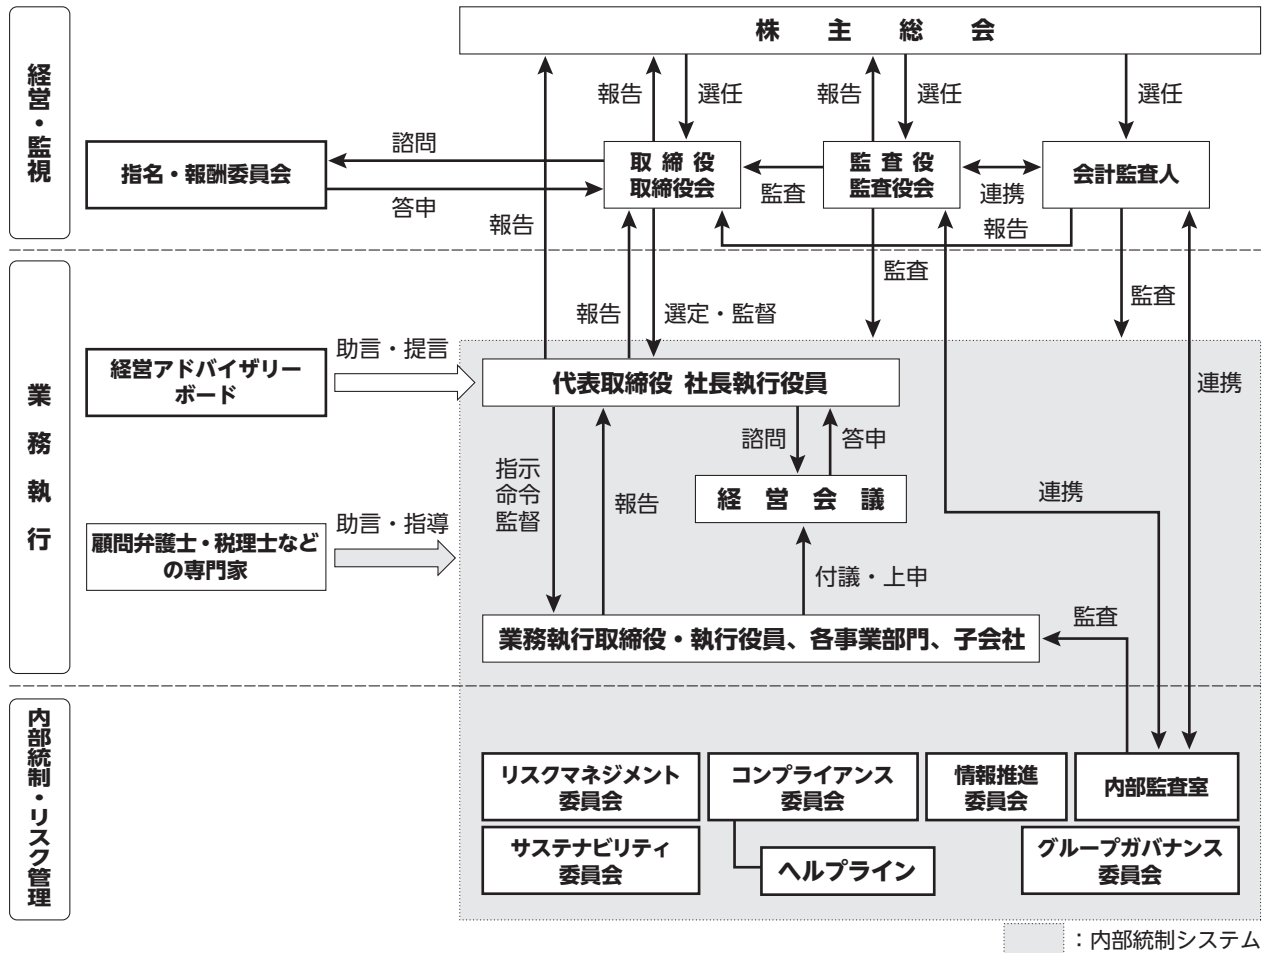 株主総会
経営・監視
報告
選任
報告
選任
選任
指名・報酬委員会
諮問
答申
取締役
取締役会
監査
監査役
監査役会
連携
会計監査人
報告
報告
監査
監査
業務執行
報告
選定・監督
経営アドバイザリー
ボード
助言・提言
代表取締役 社長執行役員
連携
諮問
答申
指示
命令
監督
報告
経営会議
連携
顧問弁護士・税理士など
の専門家
助言・指導
付議・上申
業務執行取締役・執行役員、各事業部門、子会社
監査
内部統制・リスク管理
リスクマネジメント
委員会
コンプライアンス
委員会
情報推進
委員会
内部監査室
サステナビリティ
委員会
ヘルプライン
グループガバナンス
委員会
：内部統制システム